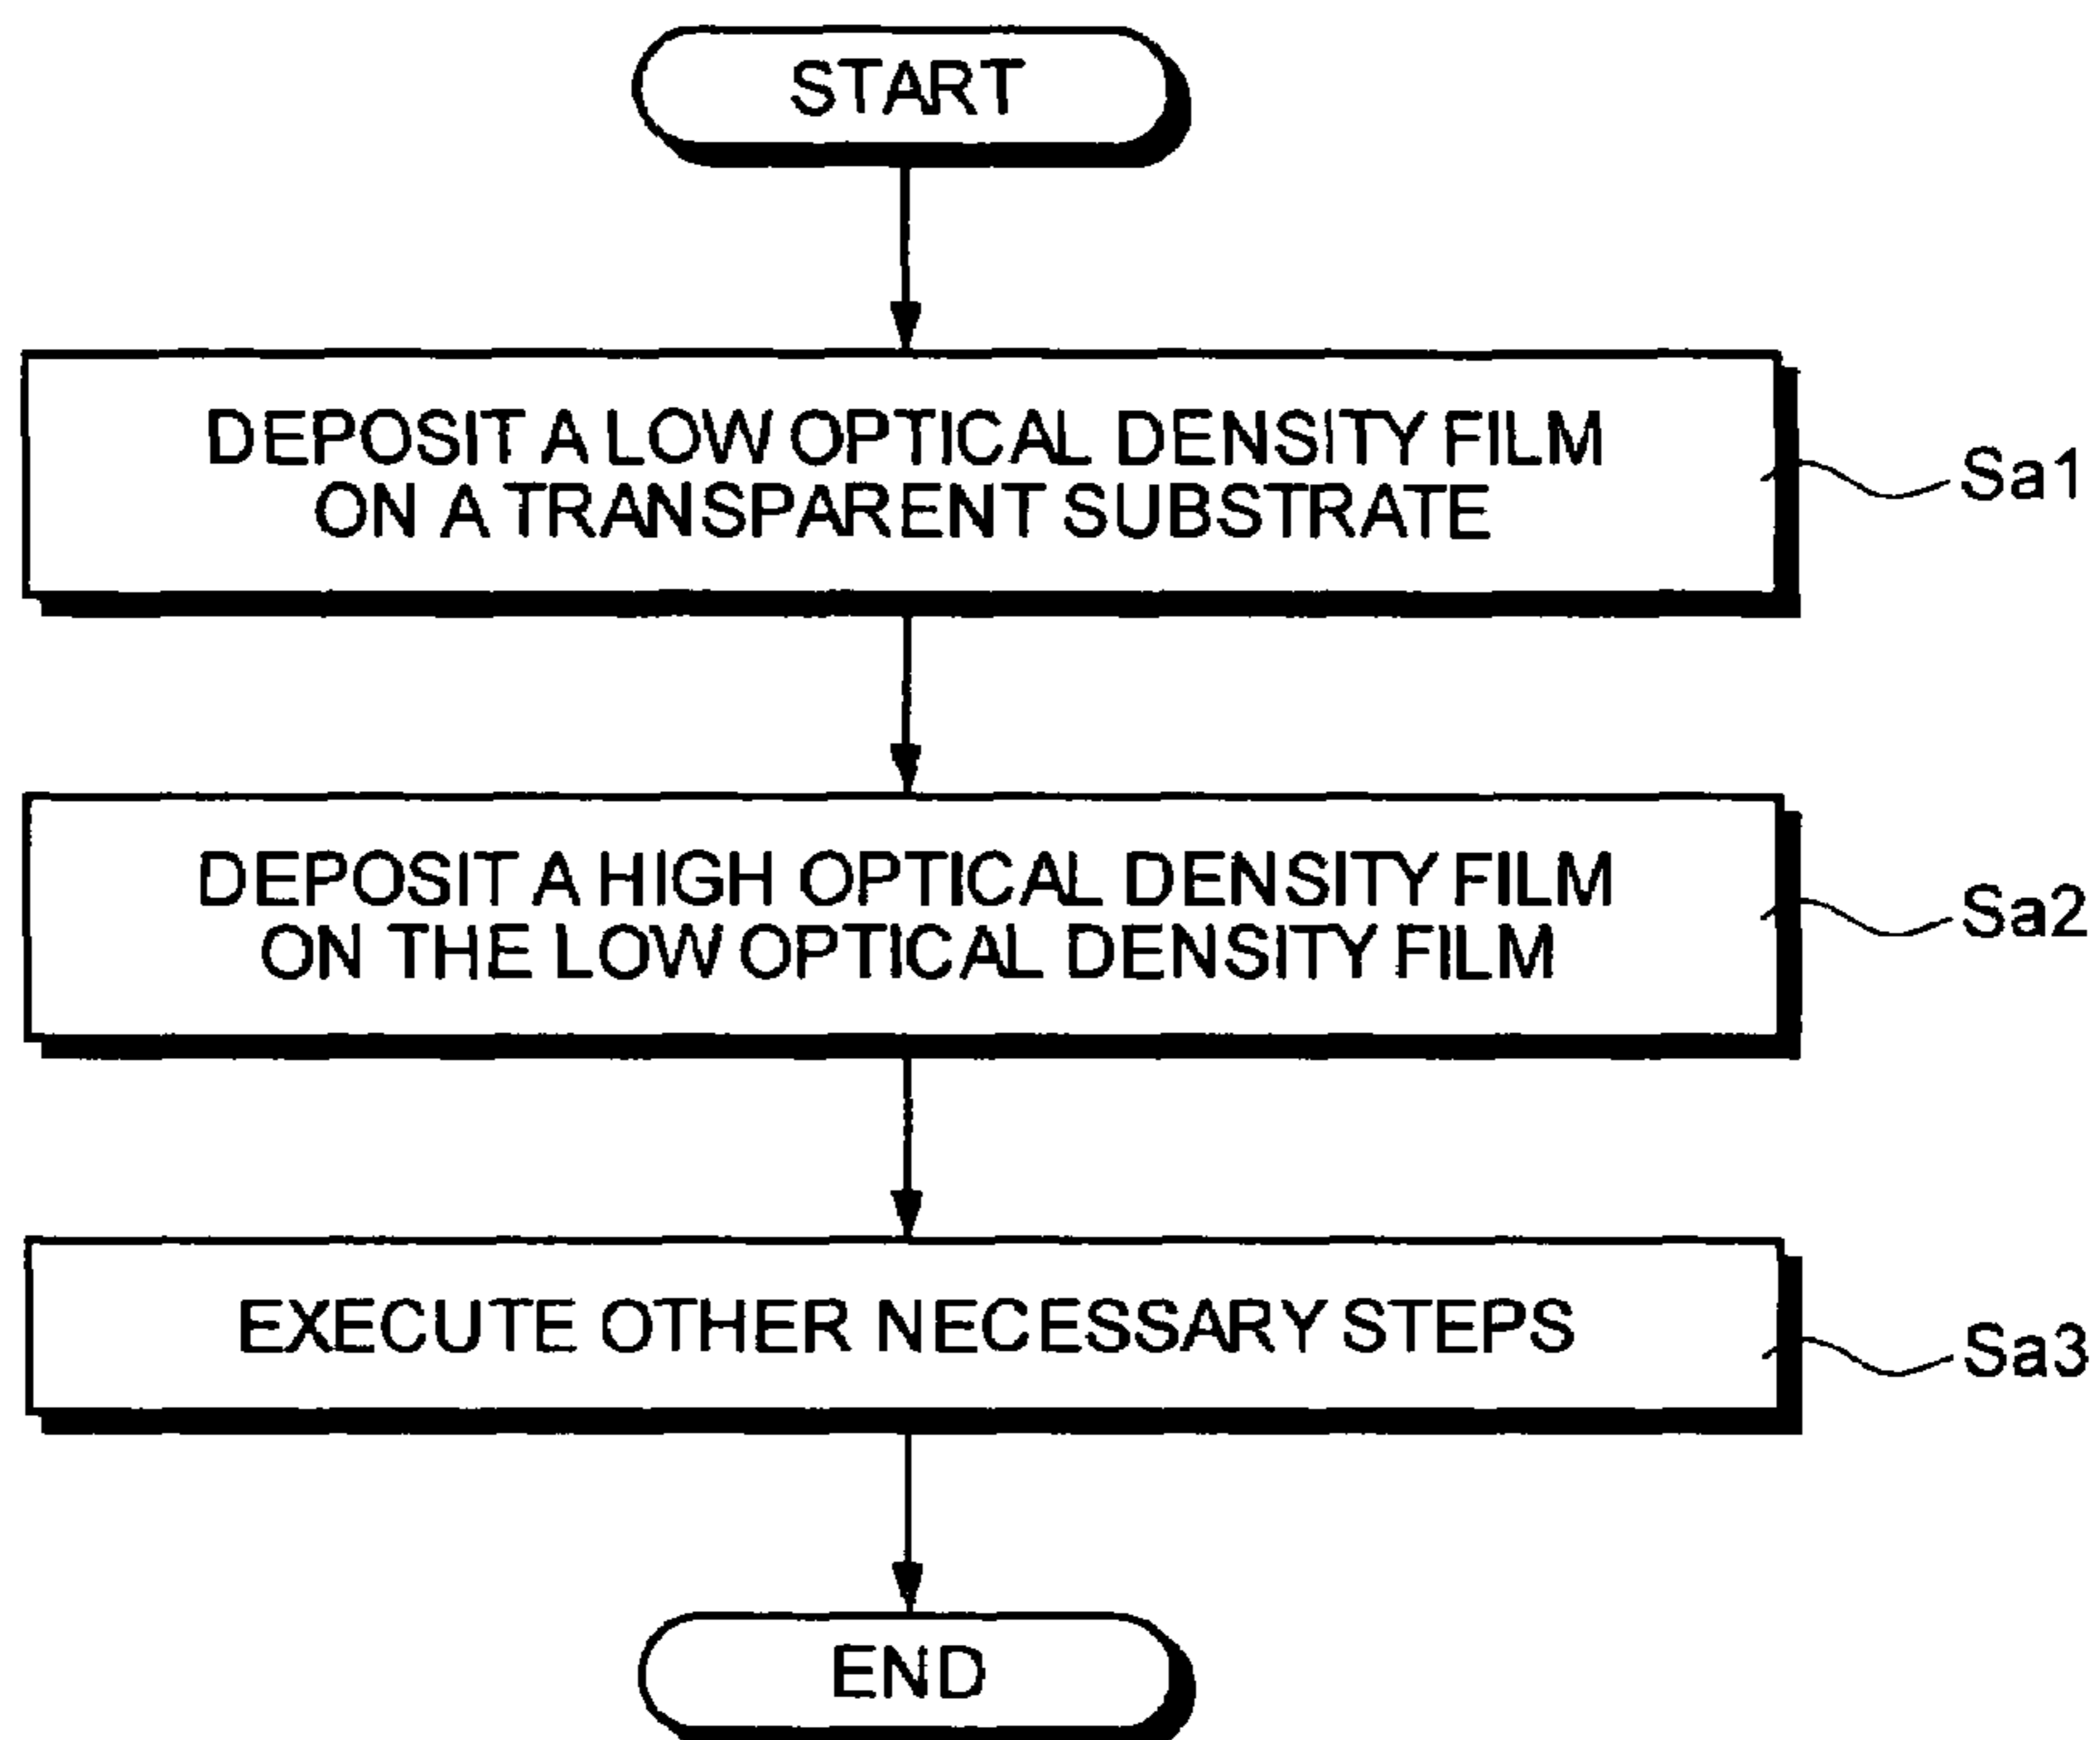 START
DEPOSIT A LOW OPTICAL DENSITY FILM
ON A TRANSPARENT SUBSTRATE
Sa1
DEPOSIT A HIGH OPTICAL DENSITY FILM
ON THE LOW OPTICAL DENSITY FILM
Sa2
EXECUTE OTHER NECESSARY STEPS
Sa3
END